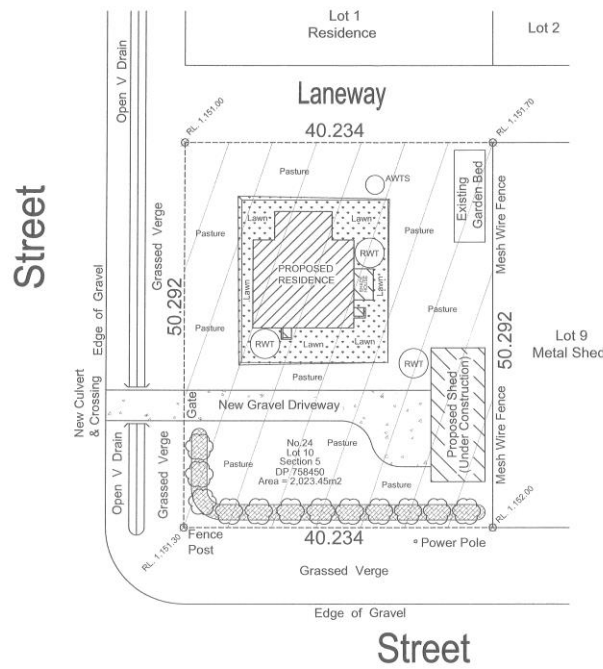 Lot 1
Residence
Lot 2
Open V Drain
Laneway
RL. 1,151.00
40.234
RL. 1,151.70
Pasture
AWTS
Existing
Garden Bed
Mesh Wire Fence
Street
Grassed Verge
Edge of Gravel
50.292
Pasture
Lawn
Lawn
Pasture
RWT
PROPOSED
RESIDENCE
Lawn
Lawn
Pasture
Lawn
Lawn
RWT
Pasture
RWT
50.292
Lot 9
Metal Shed
New Culvert
& Crossing
Gate
New Gravel Driveway
Proposed Shed
(Under Construction)
Mesh Wire Fence
Open V Drain
Grassed Verge
No.24
Lot 10
Section 5
DP 758450
Area = 2,023.45m2
Pasture
Pasture
Pasture
RL. 1,151.30
Fence
Post
40.234
Power Pole
RL. 1,152.00
Grassed Verge
Edge of Gravel
Street